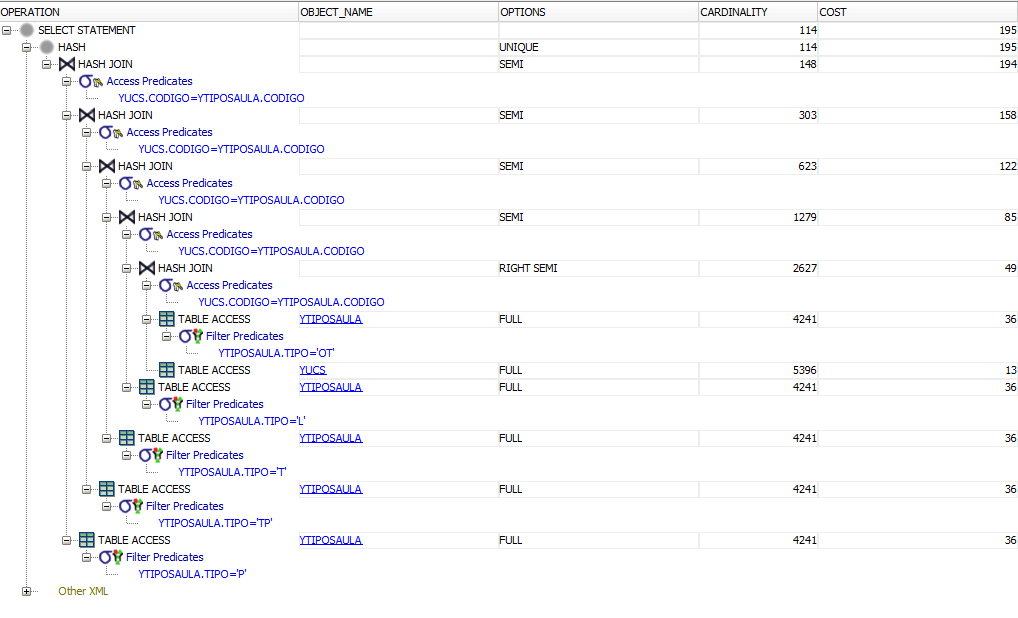 OPERATION OBJECT_NAME OPTIONS CARDINALITY COST
SELECT STATEMENT 114 195
HASH UNIQUE 114 195
HASH JOIN SEMI 148 194
Access Predicates
YUCS.CODIGO=YTIPOSAULA.CODIGO
HASH JOIN SEMI 303 158
Access Predicates
YUCS.CODIGO=YTIPOSAULA.CODIGO
HASH JOIN SEMI 623 122
Access Predicates
YUCS.CODIGO=YTIPOSAULA.CODIGO
HASH JOIN SEMI 1279 85
Access Predicates
YUCS.CODIGO=YTIPOSAULA.CODIGO
HASH JOIN RIGHT SEMI 2627 49
Access Predicates
YUCS.CODIGO=YTIPOSAULA.CODIGO
TABLE ACCESS YTIPOSAULA FULL 4241 36
Filter Predicates
YTIPOSAULA.TIPO='OT'
TABLE ACCESS YUCS FULL 5396 13
TABLE ACCESS YTIPOSAULA FULL 4241 36
Filter Predicates
YTIPOSAULA.TIPO='L'
TABLE ACCESS YTIPOSAULA FULL 4241 36
Filter Predicates
YTIPOSAULA.TIPO='T'
TABLE ACCESS YTIPOSAULA FULL 4241 36
Filter Predicates
YTIPOSAULA.TIPO='TP'
TABLE ACCESS YTIPOSAULA FULL 4241 36
Filter Predicates
YTIPOSAULA.TIPO='P'
Other XML